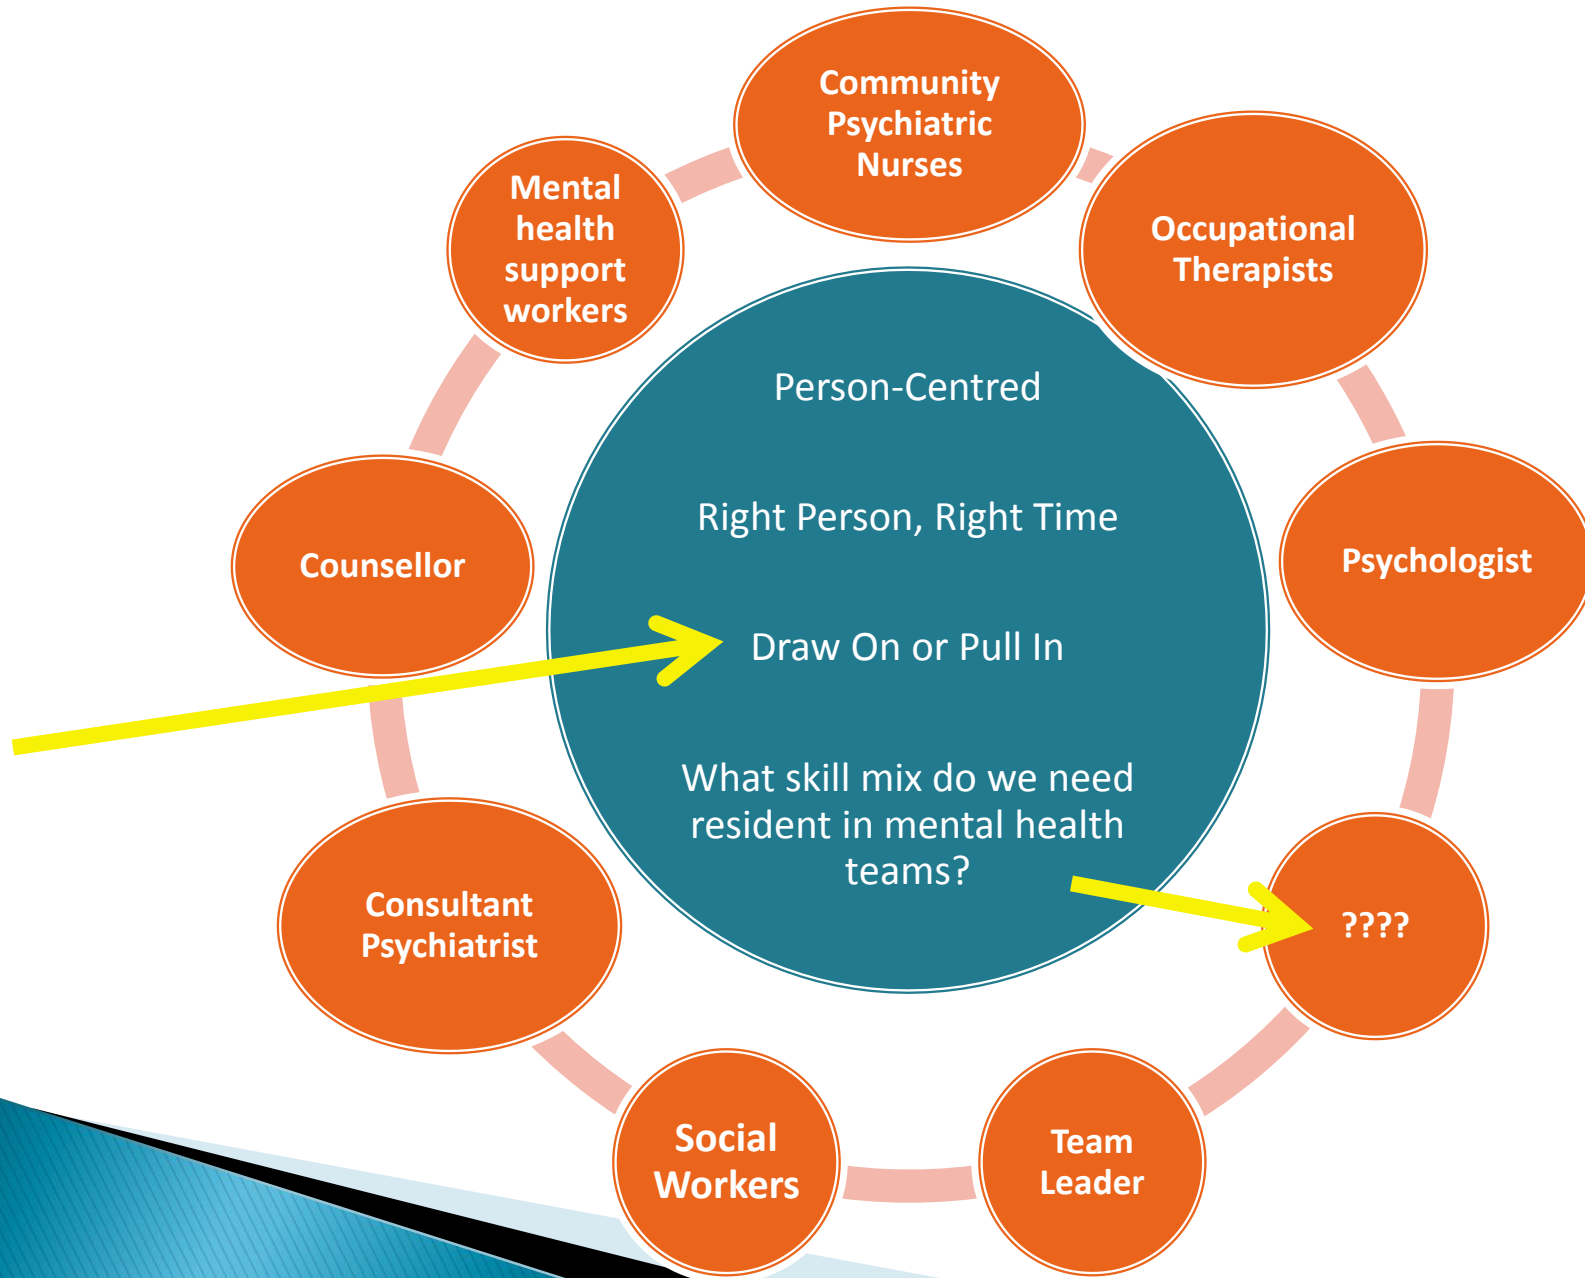 Community
Psychiatric
Nurses
Occupational
Therapists
Psychologist
????
Team
Leader
Social
Workers
Consultant
Psychiatrist
Counsellor
Mental
health
support
workers
Person-Centred
Right Person, Right Time
Draw On or Pull In
What skill mix do we need
resident in mental health
teams?